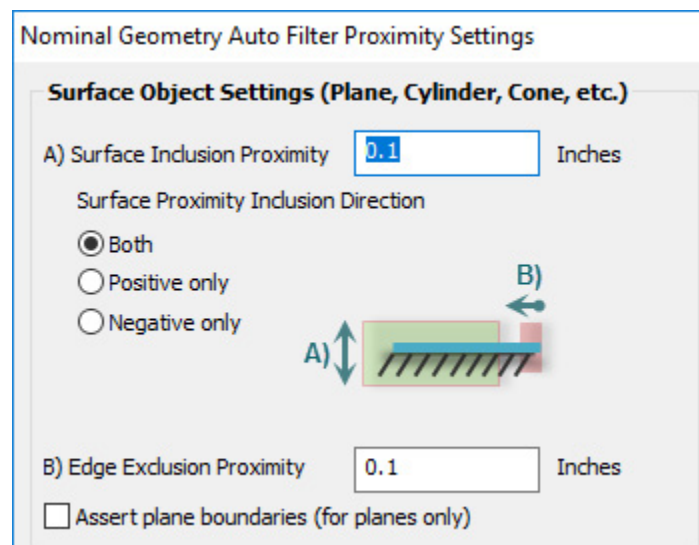 Nominal Geometry Auto Filter Proximity Settings
Surface Object Settings (Plane, Cylinder, Cone, etc.)
A) Surface Inclusion Proximity 0.1 Inches
Surface Proximity Inclusion Direction
Both
Positive only
Negative only
B)
A)
B) Edge Exclusion Proximity 0.1 Inches
Assert plane boundaries (for planes only)